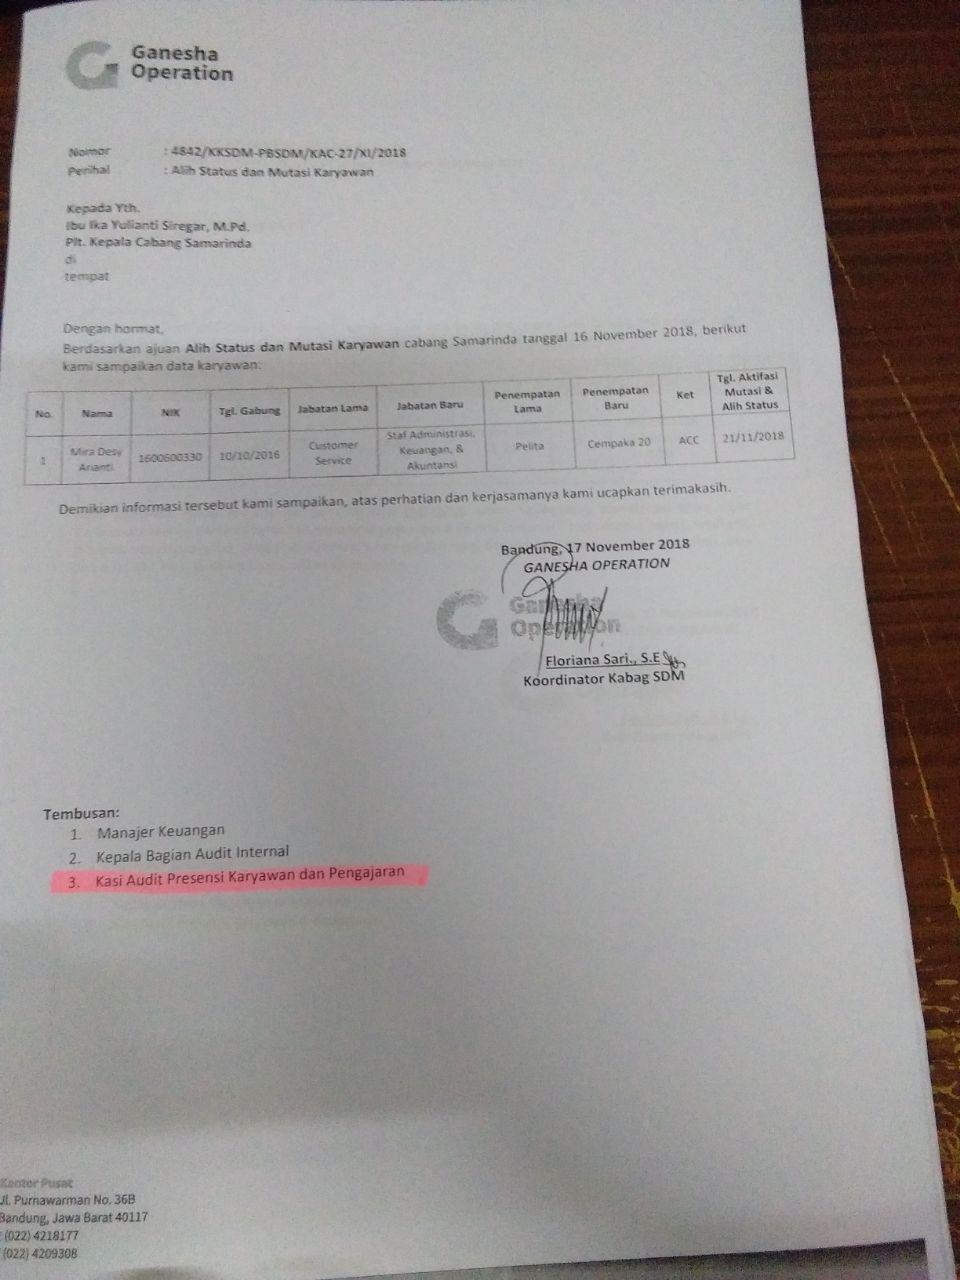 Ganesha
Operation
Nomor : 4842/KKSDM-PBSDM/KAC-27/XI/2018
Perihal : Alih Status dan Mutasi Karyawan
Kepada Yth.
Ibu Ika Yulianti Siregar, M.Pd.
Plt. Kepala Cabang Samarinda
di
tempat
Dengan hormat,
Berdasarkan ajuan Alih Status dan Mutasi Karyawan cabang Samarinda tanggal 16 November 2018, berikut
kami sampaikan data karyawan:
No. Nama NIK Tgl. Gabung Jabatan Lama Jabatan Baru Penempatan Lama Penempatan Baru Ket Tgl. Aktifasi Mutasi & Alih Status
1 Mira Desy Arianti 1600600330 10/10/2016 Customer Service Staf Administrasi, Keuangan, & Akuntansi Pelita Cempaka 20 ACC 21/11/2018
Demikian informasi tersebut kami sampaikan, atas perhatian dan kerjasamanya kami ucapkan terimakasih.
Bandung, 17 November 2018
GANESHA OPERATION
Ganesha
Operation
Floriana Sari., S.E
Koordinator Kabag SDM
Tembusan:
1. Manajer Keuangan
2. Kepala Bagian Audit Internal
3. Kasi Audit Presensi Karyawan dan Pengajaran
Kantor Pusat
Jl. Purnawarman No. 36B
Bandung, Jawa Barat 40117
: (022) 4218177
(022) 4209308